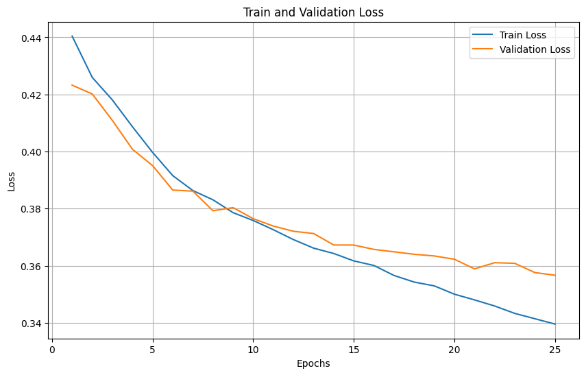 Train and Validation Loss
Train Loss
Validation Loss
0.44
0.42
0.40
0.38
0.36
0.34
Loss
0 5 10 15 20 25
Epochs